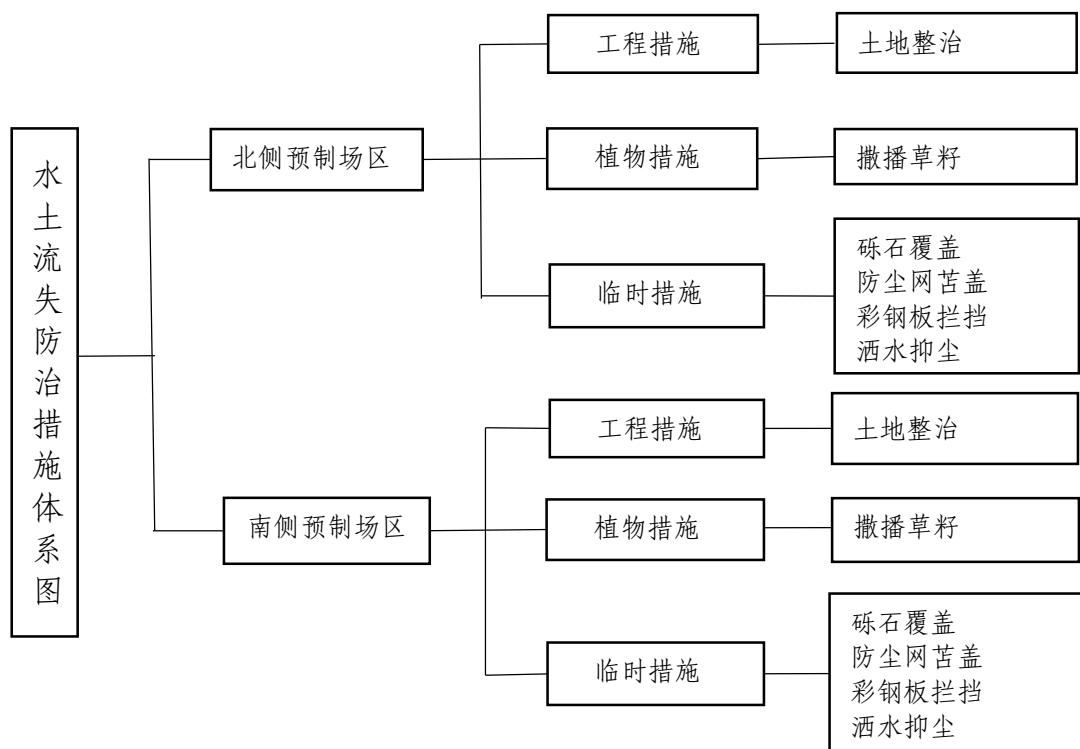 水土流失防治措施体系图
北侧预制场区
工程措施
土地整治
植物措施
撒播草籽
临时措施
砾石覆盖
防尘网苫盖
彩钢板拦挡
洒水抑尘
南侧预制场区
工程措施
土地整治
植物措施
撒播草籽
临时措施
砾石覆盖
防尘网苫盖
彩钢板拦挡
洒水抑尘